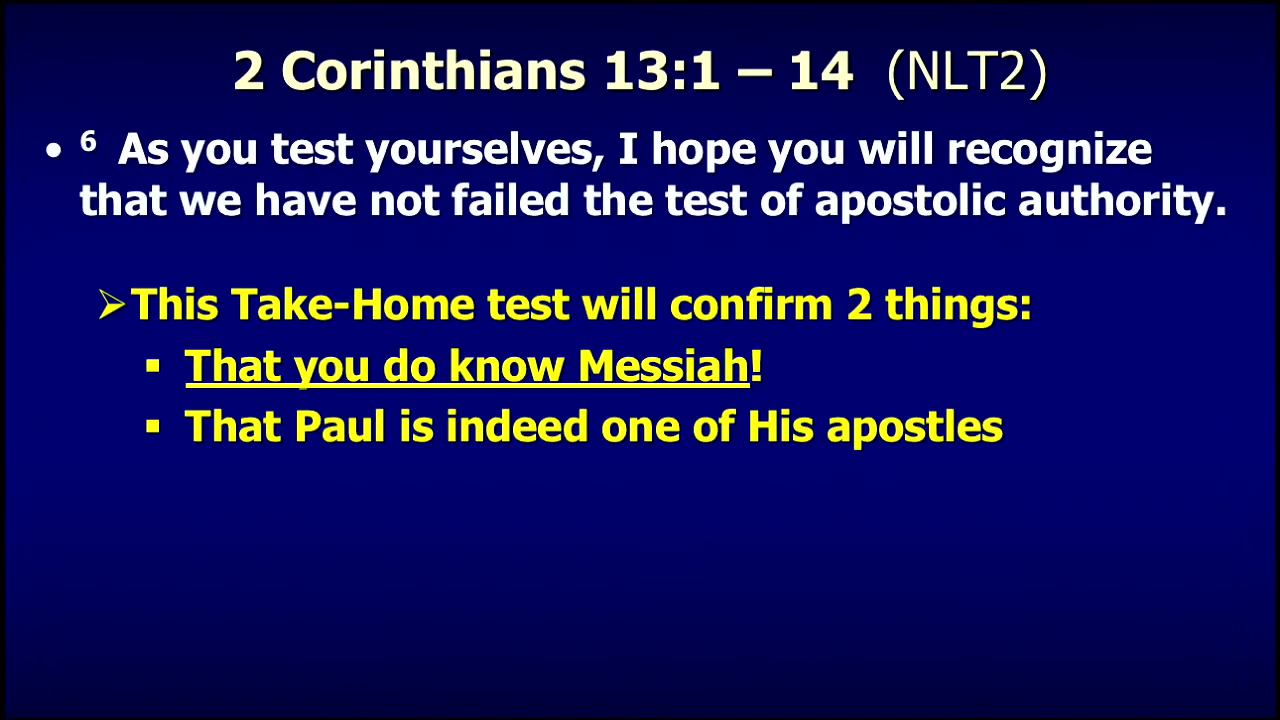 2 Corinthians 13:1 – 14 (NLT2)
• 6 As you test yourselves, I hope you will recognize
that we have not failed the test of apostolic authority.
➢This Take-Home test will confirm 2 things:
▪ That you do know Messiah!
▪ That Paul is indeed one of His apostles